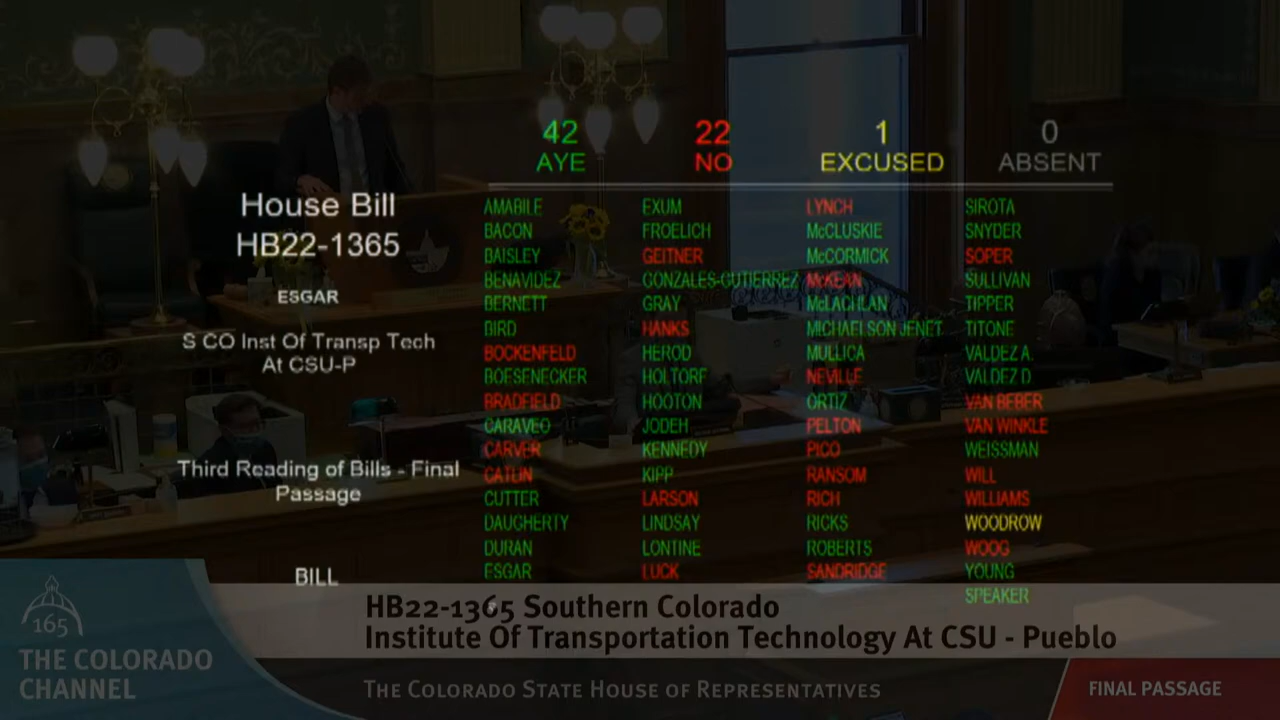 42 22 1 0
AYE NO EXCUSED ABSENT
House Bill
HB22-1365
ESGAR
S CO Inst Of Transp Tech
At CSU-P
Third Reading of Bills - Final
Passage
BILL
AMABILE
BACON
BAISLEY
BENAVIDEZ
BERNETT
BIRD
BOCKENFELD
BOESENECKER
BRADFIELD
CARAVEO
CARVER
CATLIN
CUTTER
DAUGHERTY
DURAN
ESGAR
EXUM
FROELICH
GEITNER
GONZALES-GUTIERREZ
GRAY
HANKS
HEROD
HOLTORF
HOOTON
JODEH
KENNEDY
KIPP
LARSON
LINDSAY
LONTINE
LUCK
LYNCH
McCLUSKIE
McCORMICK
McKEAN
McLACHLAN
MICHAELSON JENET
MULLICA
NEVILLE
ORTIZ
PELTON
PICO
RANSOM
RICH
RICKS
ROBERTS
SANDRIDGE
SIROTA
SNYDER
SOPER
SULLIVAN
TIPPER
TITONE
VALDEZ A.
VALDEZ D
VAN BEBER
VAN WINKLE
WEISSMAN
WILL
WILLIAMS
WOODROW
WOOG
YOUNG
SPEAKER
HB22-1365 Southern Colorado
Institute Of Transportation Technology At CSU - Pueblo
165
THE COLORADO
CHANNEL
THE COLORADO STATE HOUSE OF REPRESENTATIVES
FINAL PASSAGE